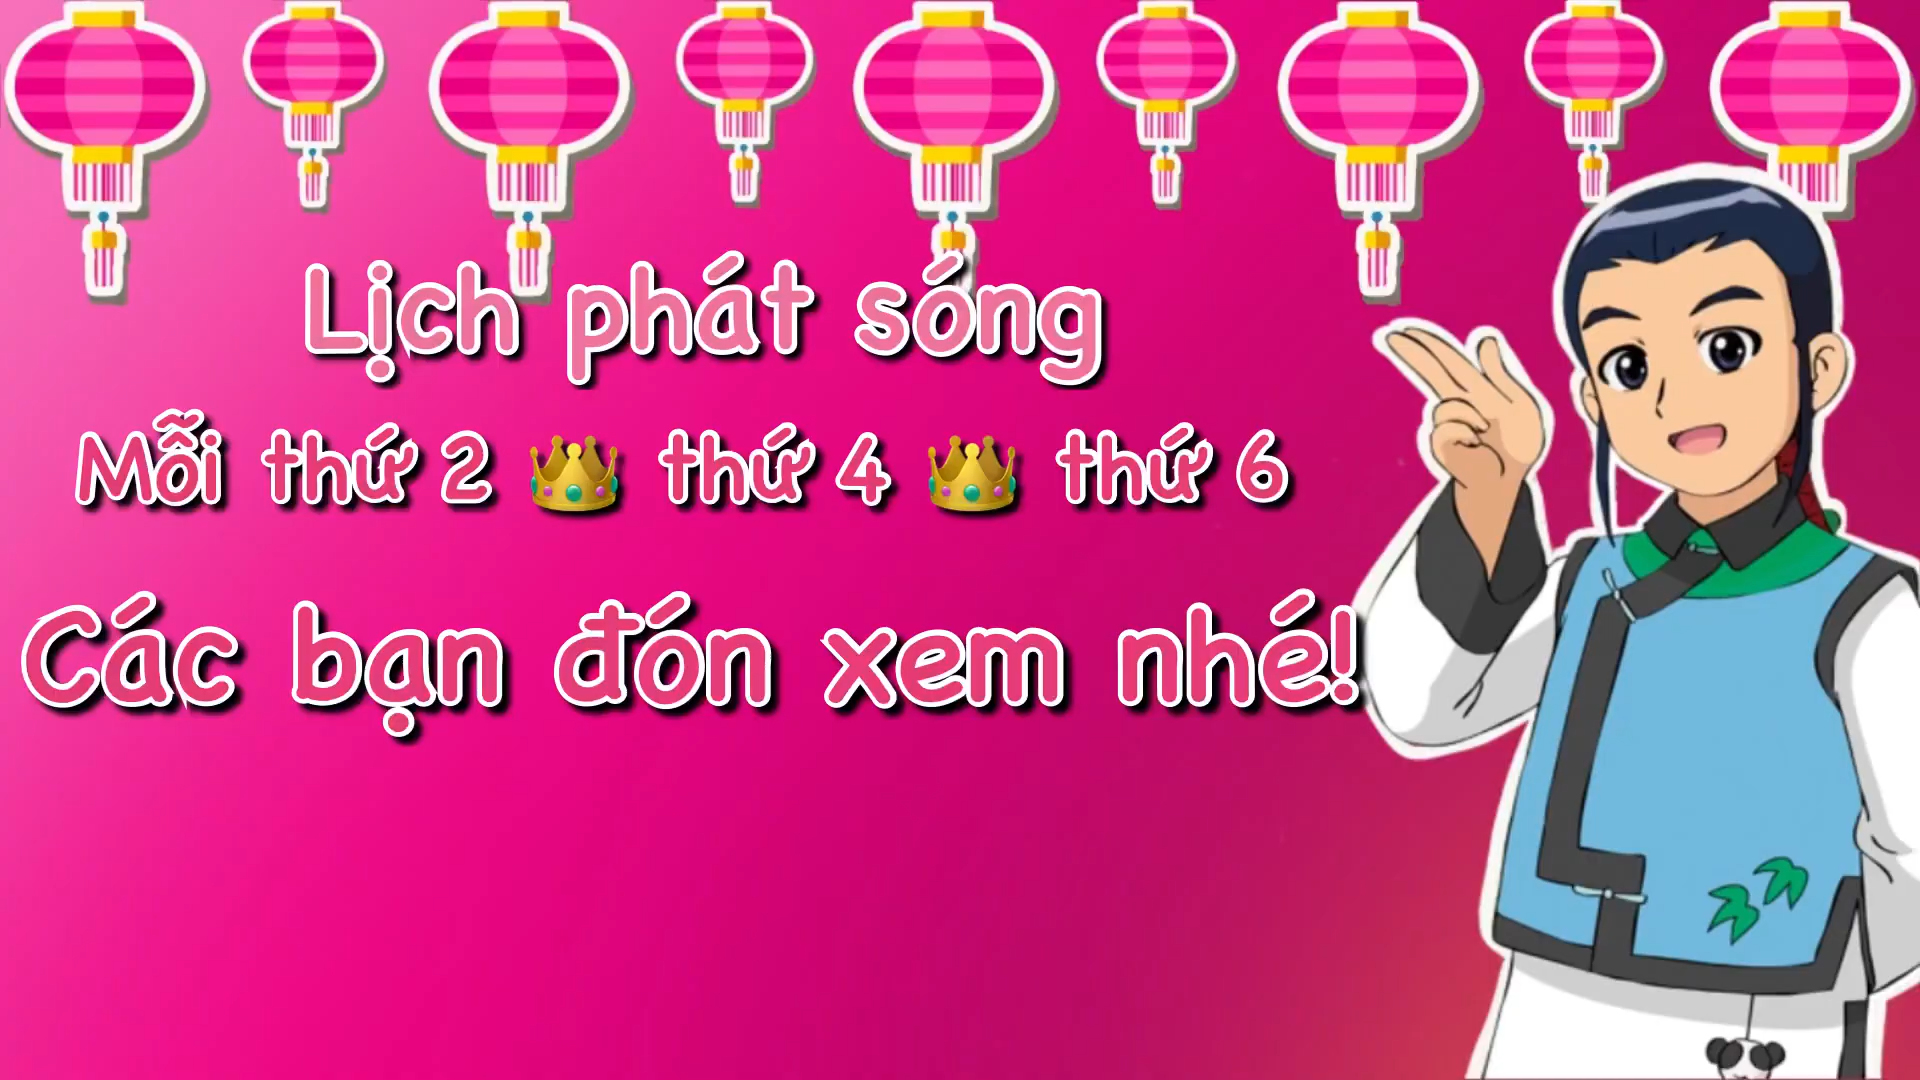 Lịch phát sóng
Mỗi thứ 2 👑 thứ 4 👑 thứ 6
Các bạn đón xem nhé!